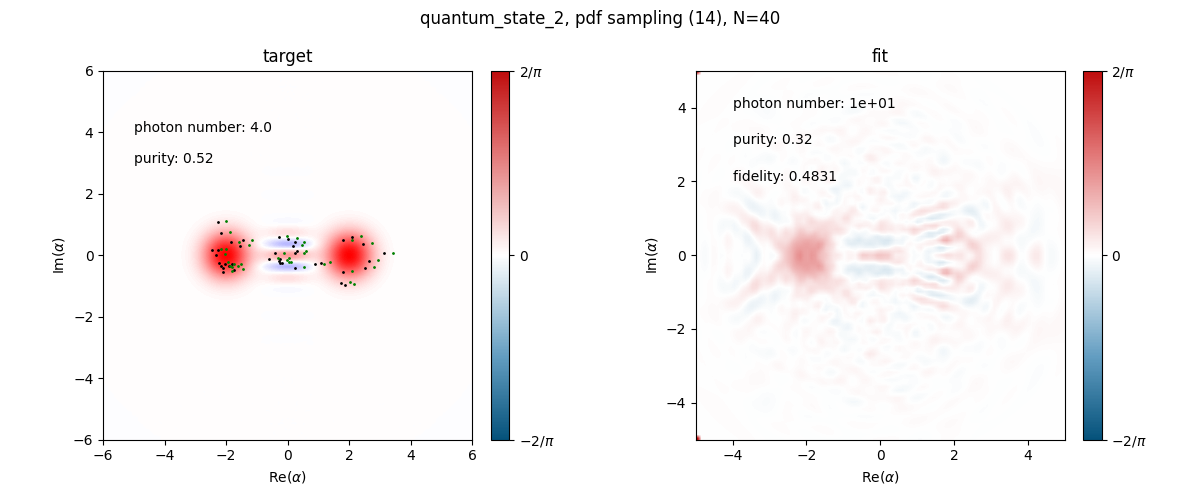 quantum_state_2, pdf sampling (14), N=40
target
6
4
2
0
−2
−4
−6
−6
−4
−2
0
2
4
6
Im(α)
Re(α)
photon number: 4.0
purity: 0.52
2/π
0
−2/π
fit
4
2
0
−2
−4
−4
−2
0
2
4
Im(α)
Re(α)
photon number: 1e+01
purity: 0.32
fidelity: 0.4831
2/π
0
−2/π